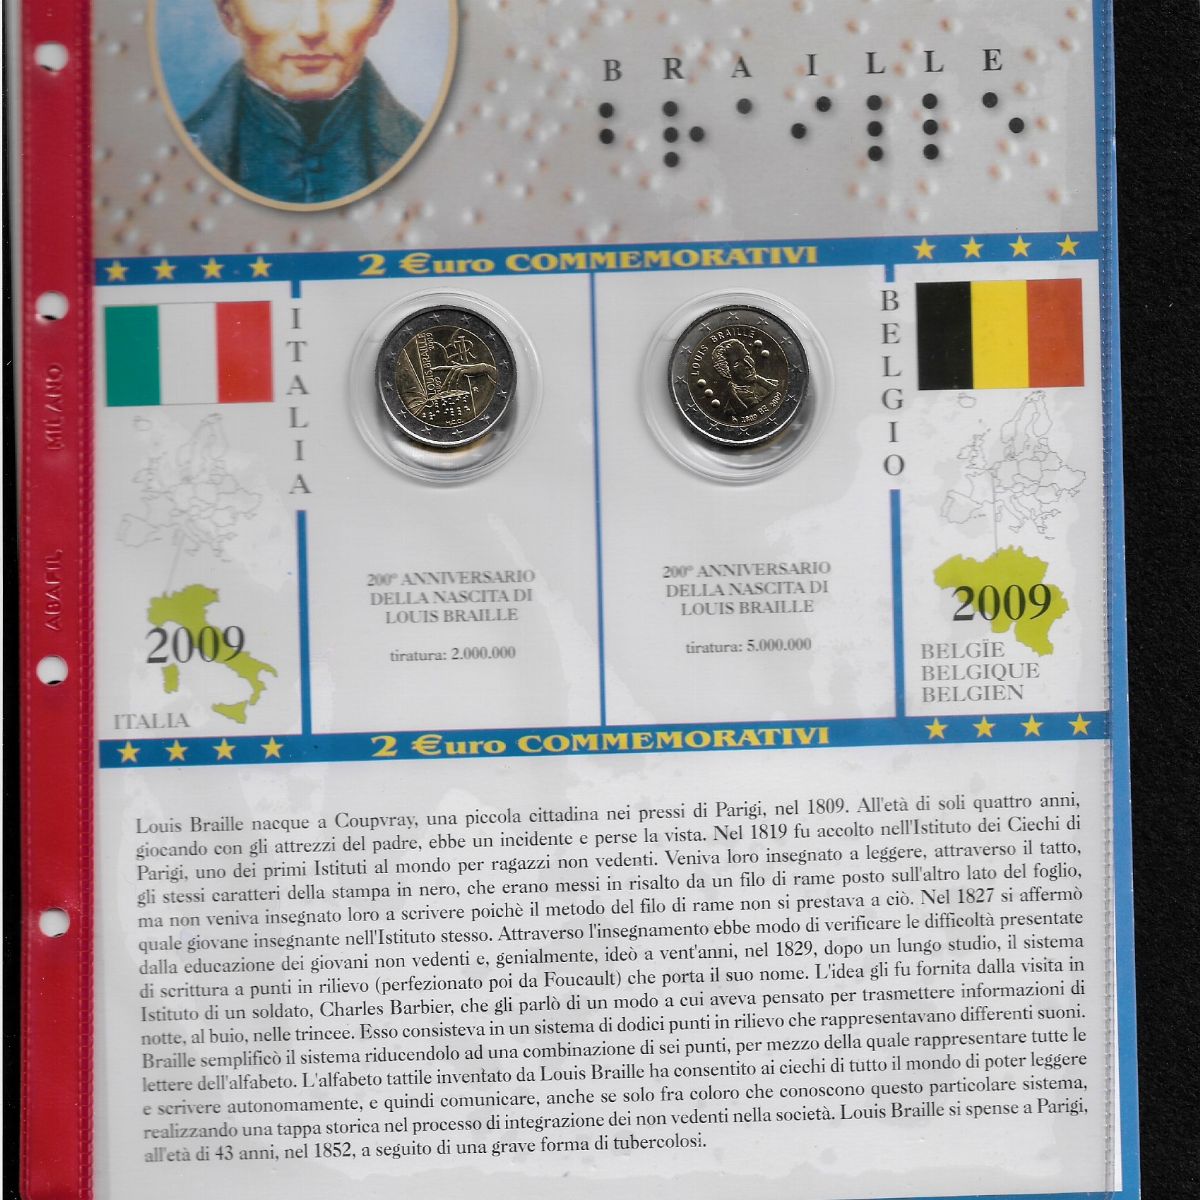 B R A I L L E
2 €uro COMMEMORATIVI
ITALIA
BELGIO
LOUIS BRAILLE
LOUIS BRAILLE
200° ANNIVERSARIO
DELLA NASCITA DI
LOUIS BRAILLE
tiratura: 2.000.000
200° ANNIVERSARIO
DELLA NASCITA DI
LOUIS BRAILLE
tiratura: 5.000.000
2009
ITALIA
2009
BELGÏE
BELGIQUE
BELGIEN
2 €uro COMMEMORATIVI
Louis Braille nacque a Coupvray, una piccola cittadina nei pressi di Parigi, nel 1809. All'età di soli quattro anni,
giocando con gli attrezzi del padre, ebbe un incidente e perse la vista. Nel 1819 fu accolto nell'Istituto dei Ciechi di
Parigi, uno dei primi Istituti al mondo per ragazzi non vedenti. Veniva loro insegnato a leggere, attraverso il tatto,
gli stessi caratteri della stampa in nero, che erano messi in risalto da un filo di rame posto sull'altro lato del foglio,
ma non veniva insegnato loro a scrivere poichè il metodo del filo di rame non si prestava a ciò. Nel 1827 si affermò
quale giovane insegnante nell'Istituto stesso. Attraverso l'insegnamento ebbe modo di verificare le difficoltà presentate
dalla educazione dei giovani non vedenti e, genialmente, ideò a vent'anni, nel 1829, dopo un lungo studio, il sistema
di scrittura a punti in rilievo (perfezionato poi da Foucault) che porta il suo nome. L'idea gli fu fornita dalla visita in
Istituto di un soldato, Charles Barbier, che gli parlò di un modo a cui aveva pensato per trasmettere informazioni di
notte, al buio, nelle trincee. Esso consisteva in un sistema di dodici punti in rilievo che rappresentavano differenti suoni.
Braille semplificò il sistema riducendolo ad una combinazione di sei punti, per mezzo della quale rappresentare tutte le
lettere dell'alfabeto. L'alfabeto tattile inventato da Louis Braille ha consentito ai ciechi di tutto il mondo di poter leggere
e scrivere autonomamente, e quindi comunicare, anche se solo fra coloro che conoscono questo particolare sistema,
realizzando una tappa storica nel processo di integrazione dei non vedenti nella società. Louis Braille si spense a Parigi,
all'età di 43 anni, nel 1852, a seguito di una grave forma di tubercolosi.
ABAFIL MILANO